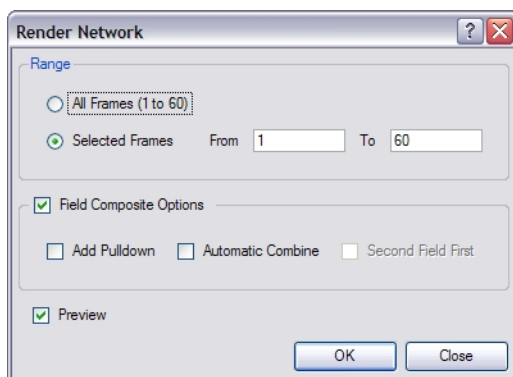 Render Network
Range
All Frames (1 to 60)
Selected Frames From 1 To 60
Field Composite Options
Add Pulldown Automatic Combine Second Field First
Preview
OK Close